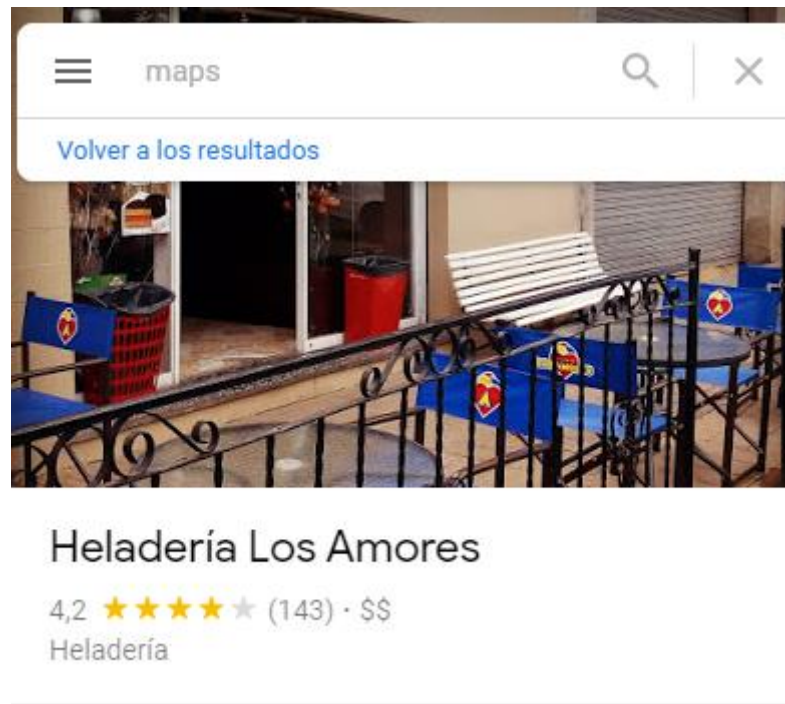 maps
Volver a los resultados
Heladería Los Amores
4,2 ★★★★★ (143) · $$
Heladería